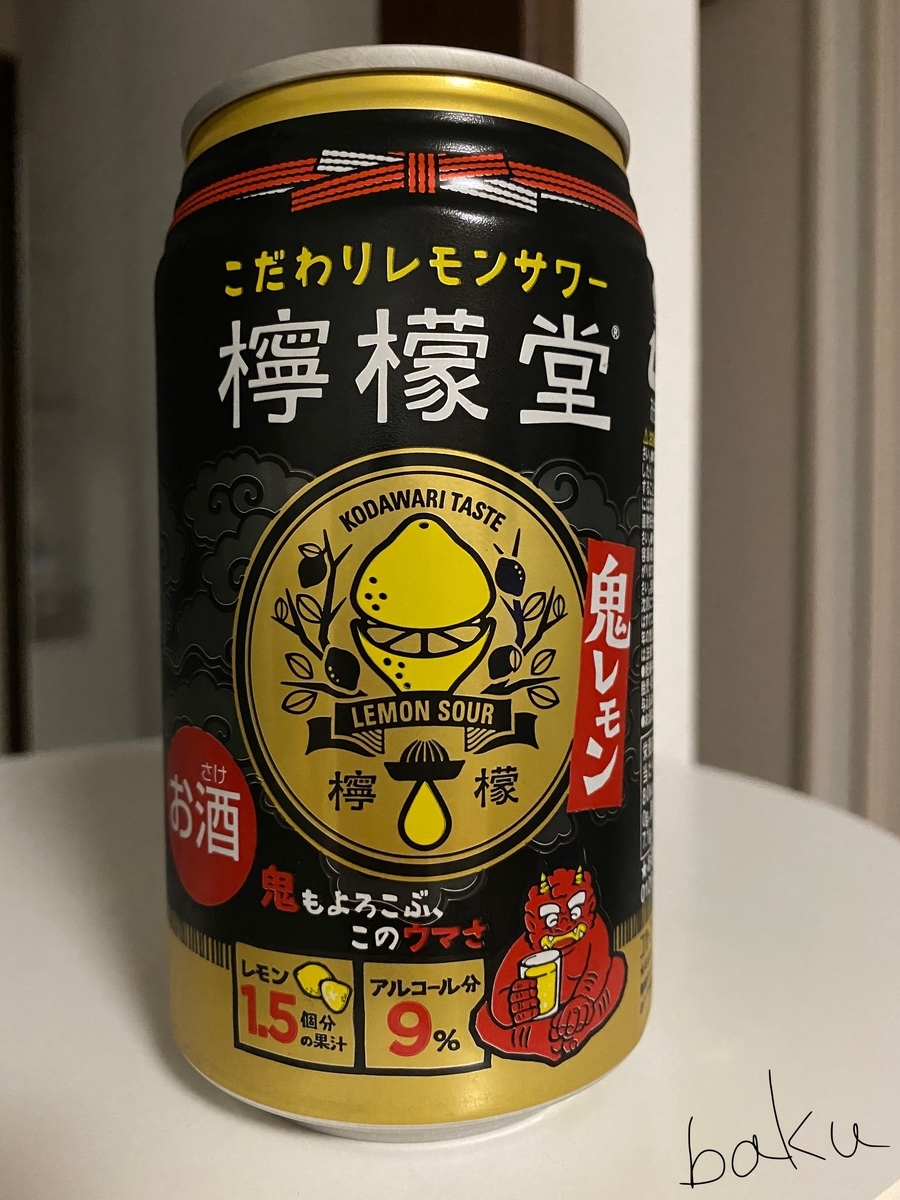 こだわりレモンサワー
檸檬堂®
KODAWARI TASTE
LEMON SOUR
檸 檬
鬼レモン
さけ
お酒
鬼もよろこぶ、
このウマさ
レモン
1.5個分
の果汁
アルコール分
9%
baku